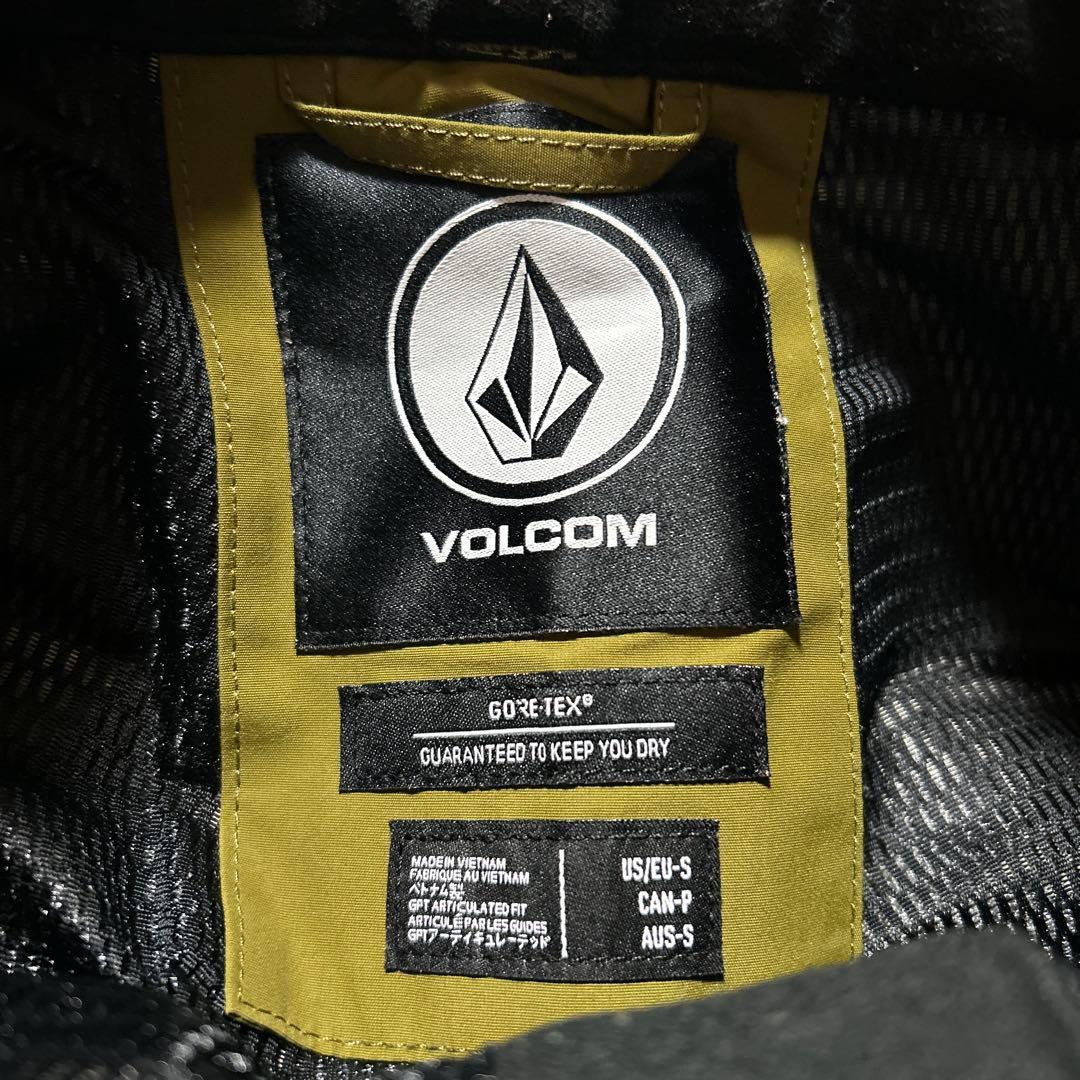 VOLCOM
GORE-TEX®
GUARANTEED TO KEEP YOU DRY
MADE IN VIETNAM
FABRIQUÉ AU VIETNAM
ベトナム製
GPT ARTICULATED FIT
ARTICULÉ PAR LES GUIDES
GPTアーティキュレーテッド
US/EU-S
CAN-P
AUS-S